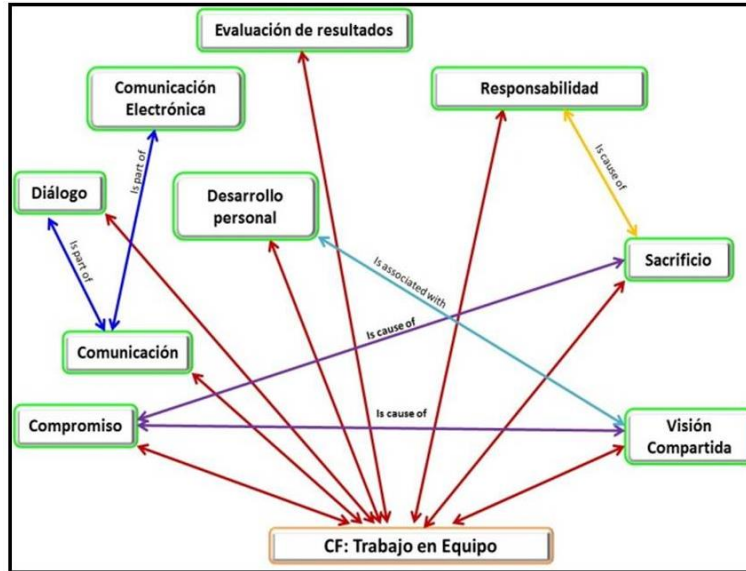 Evaluación de resultados
Comunicación
Electrónica
Responsabilidad
Is part of
Is cause of
Diálogo
Desarrollo
personal
Is part of
Is associated with
Sacrificio
Is cause of
Comunicación
Compromiso
Is cause of
Visión
Compartida
CF: Trabajo en Equipo